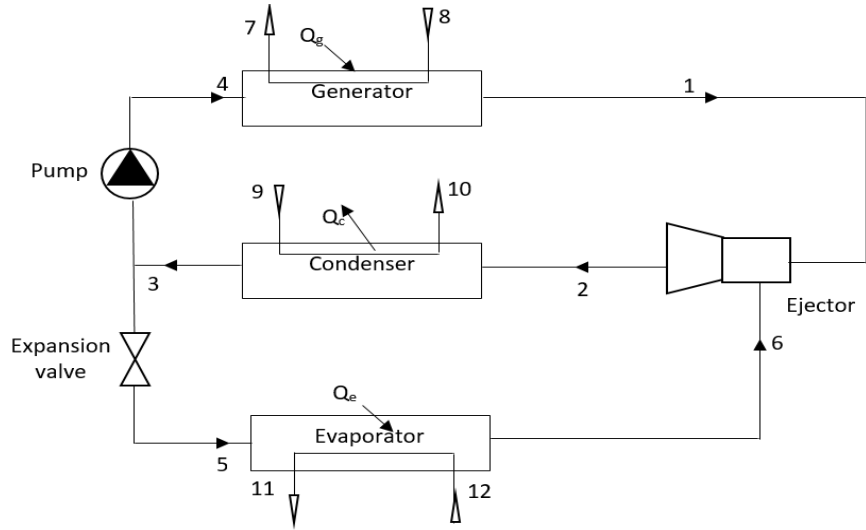 7
8
Qg
4
Generator
1
Pump
9
10
Qc
Condenser
3
2
Ejector
Expansion
valve
6
Qe
Evaporator
5
11
12